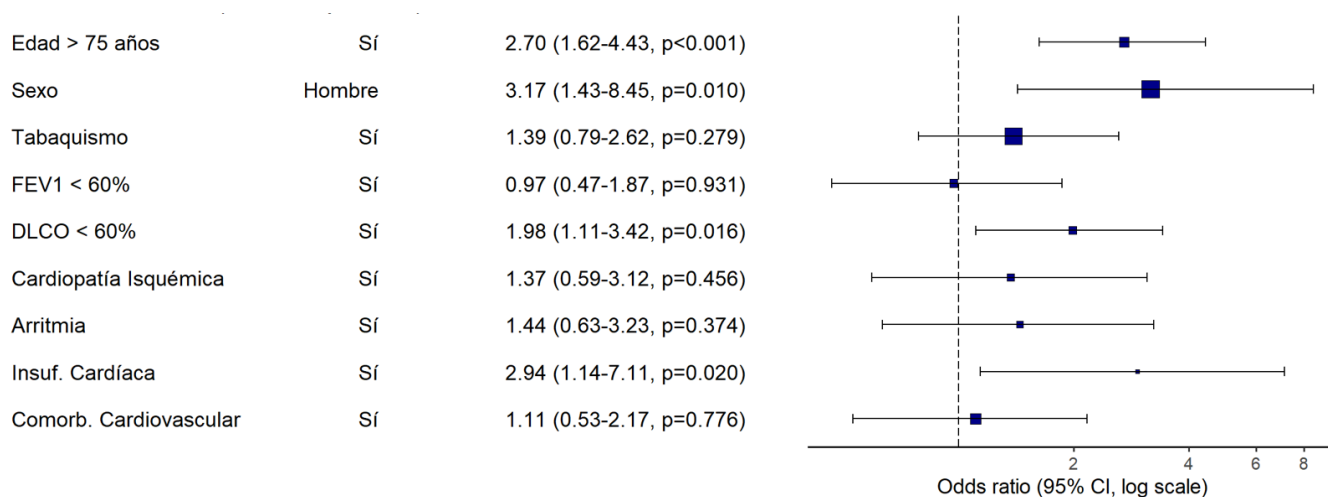 Edad > 75 años Sí 2.70 (1.62-4.43, p<0.001)
Sexo Hombre 3.17 (1.43-8.45, p=0.010)
Tabaquismo Sí 1.39 (0.79-2.62, p=0.279)
FEV1 < 60% Sí 0.97 (0.47-1.87, p=0.931)
DLCO < 60% Sí 1.98 (1.11-3.42, p=0.016)
Cardiopatía Isquémica Sí 1.37 (0.59-3.12, p=0.456)
Arritmia Sí 1.44 (0.63-3.23, p=0.374)
Insuf. Cardíaca Sí 2.94 (1.14-7.11, p=0.020)
Comorb. Cardiovascular Sí 1.11 (0.53-2.17, p=0.776)
2 4 6 8
Odds ratio (95% CI, log scale)